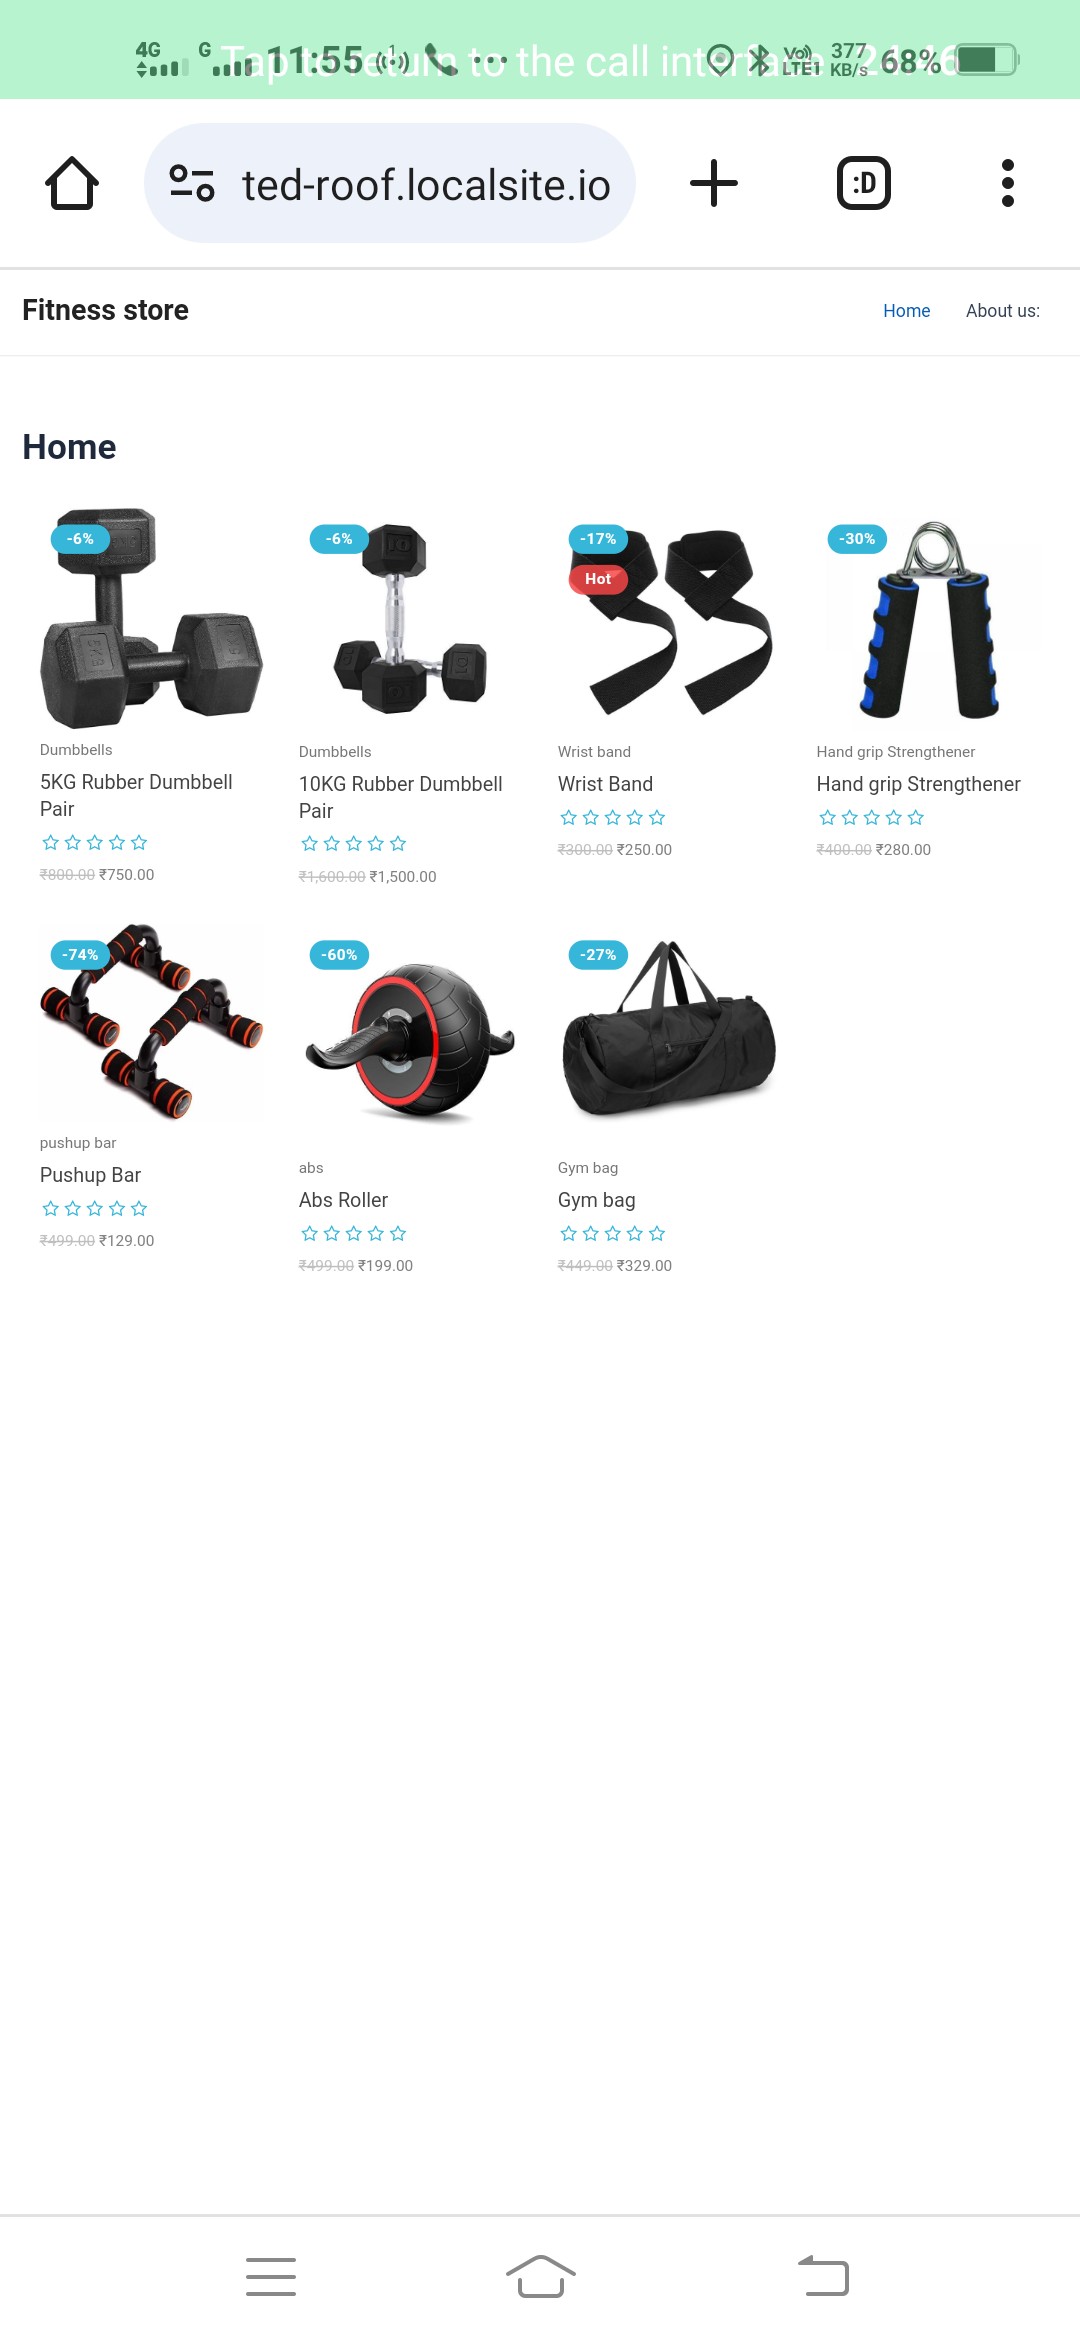 4G G 11:55 377 KB/s 68%
Tap to return to the call interface 24:46
VoLTE1
ted-roof.localsite.io
:D
Fitness store
Home About us:
Home
-6% -6% -17% -30%
Hot
Dumbbells
5KG Rubber Dumbbell
Pair
₹800.00 ₹750.00
Dumbbells
10KG Rubber Dumbbell
Pair
₹1,600.00 ₹1,500.00
Wrist band
Wrist Band
₹300.00 ₹250.00
Hand grip Strengthener
Hand grip Strengthener
₹400.00 ₹280.00
-74% -60% -27%
pushup bar
Pushup Bar
₹499.00 ₹129.00
abs
Abs Roller
₹499.00 ₹199.00
Gym bag
Gym bag
₹449.00 ₹329.00